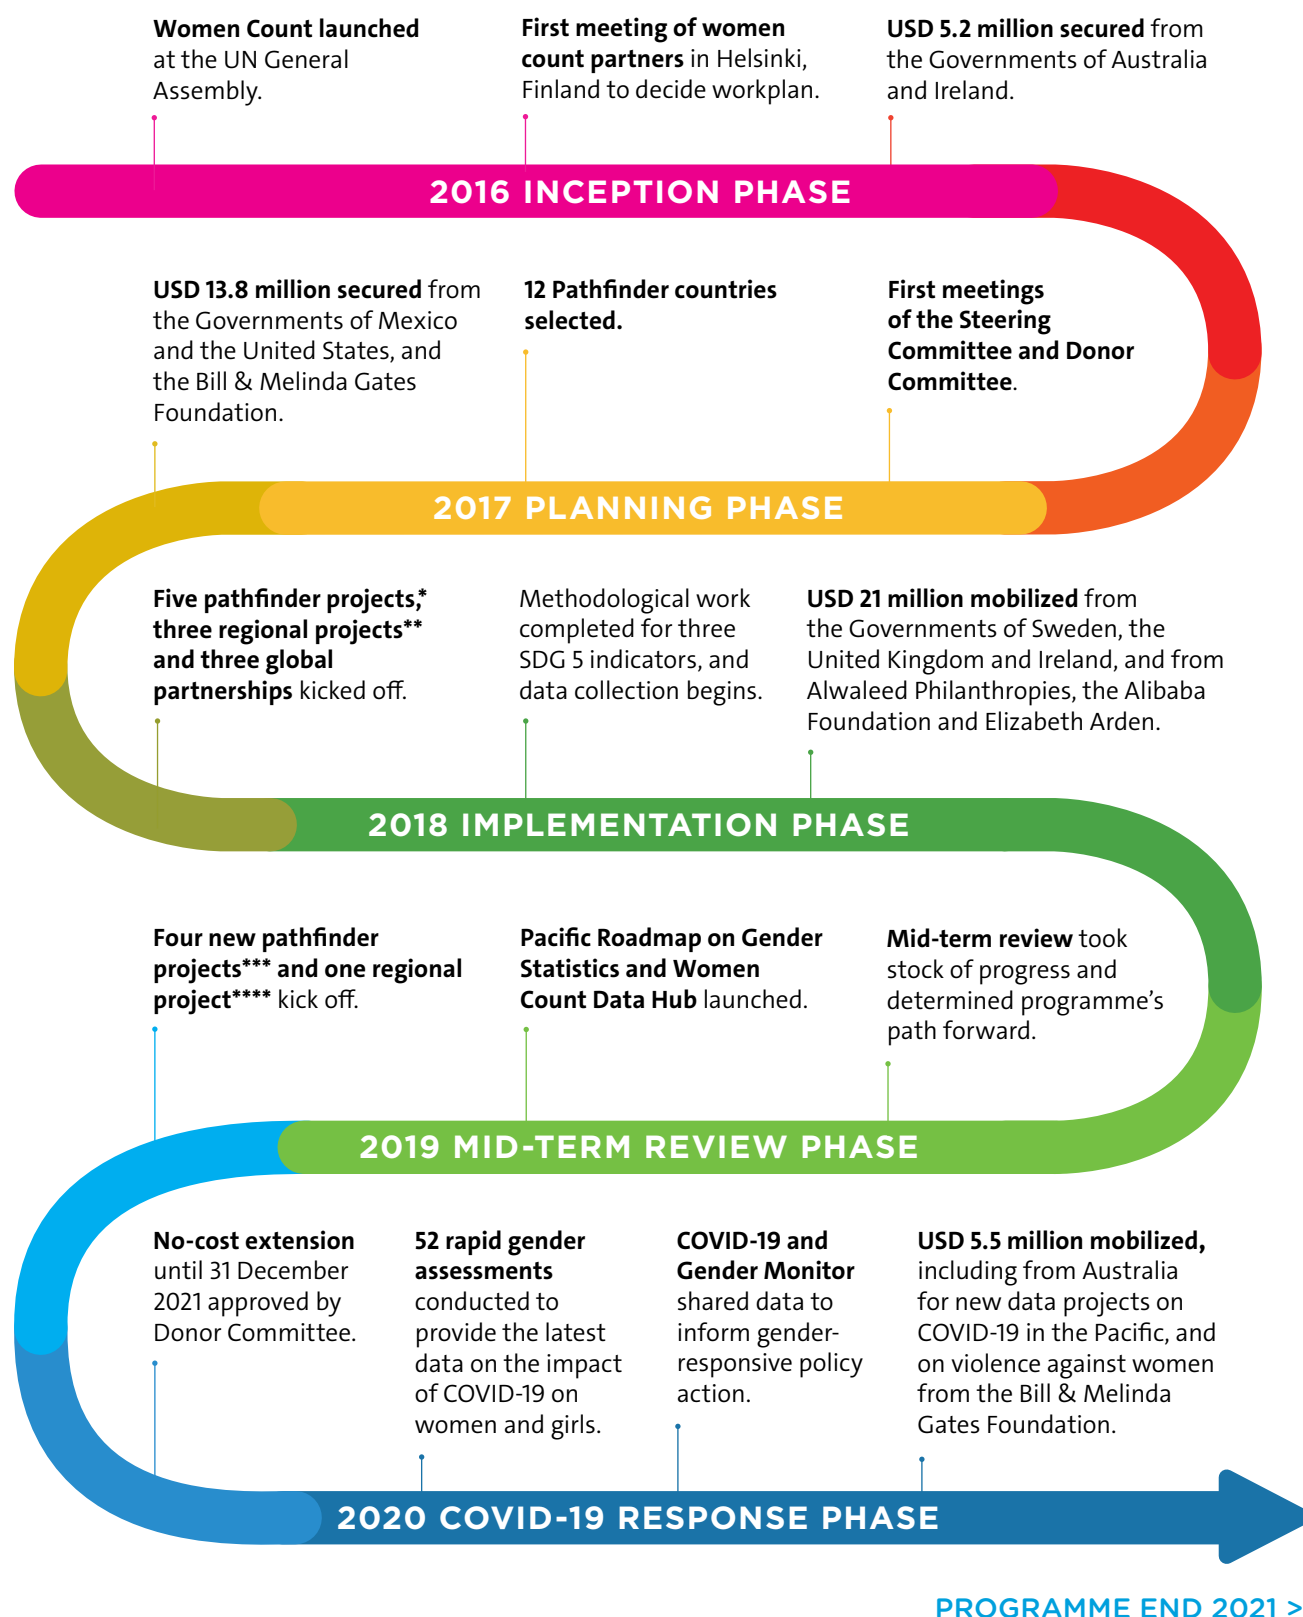 Women Count launched
at the UN General
Assembly.
First meeting of women
count partners in Helsinki,
Finland to decide workplan.
USD 5.2 million secured from
the Governments of Australia
and Ireland.
2016 INCEPTION PHASE
USD 13.8 million secured from
the Governments of Mexico
and the United States, and
the Bill & Melinda Gates
Foundation.
12 Pathfinder countries
selected.
First meetings
of the Steering
Committee and Donor
Committee.
2017 PLANNING PHASE
Five pathfinder projects,*
three regional projects**
and three global
partnerships kicked off.
Methodological work
completed for three
SDG 5 indicators, and
data collection begins.
USD 21 million mobilized from
the Governments of Sweden, the
United Kingdom and Ireland, and from
Alwaleed Philanthropies, the Alibaba
Foundation and Elizabeth Arden.
2018 IMPLEMENTATION PHASE
Four new pathfinder
projects*** and one regional
project**** kick off.
Pacific Roadmap on Gender
Statistics and Women
Count Data Hub launched.
Mid-term review took
stock of progress and
determined programme's
path forward.
2019 MID-TERM REVIEW PHASE
No-cost extension
until 31 December
2021 approved by
Donor Committee.
52 rapid gender
assessments
conducted to
provide the latest
data on the impact
of COVID-19 on
women and girls.
COVID-19 and
Gender Monitor
shared data to
inform gender-
responsive policy
action.
USD 5.5 million mobilized,
including from Australia
for new data projects on
COVID-19 in the Pacific, and
on violence against women
from the Bill & Melinda
Gates Foundation.
2020 COVID-19 RESPONSE PHASE
PROGRAMME END 2021 >